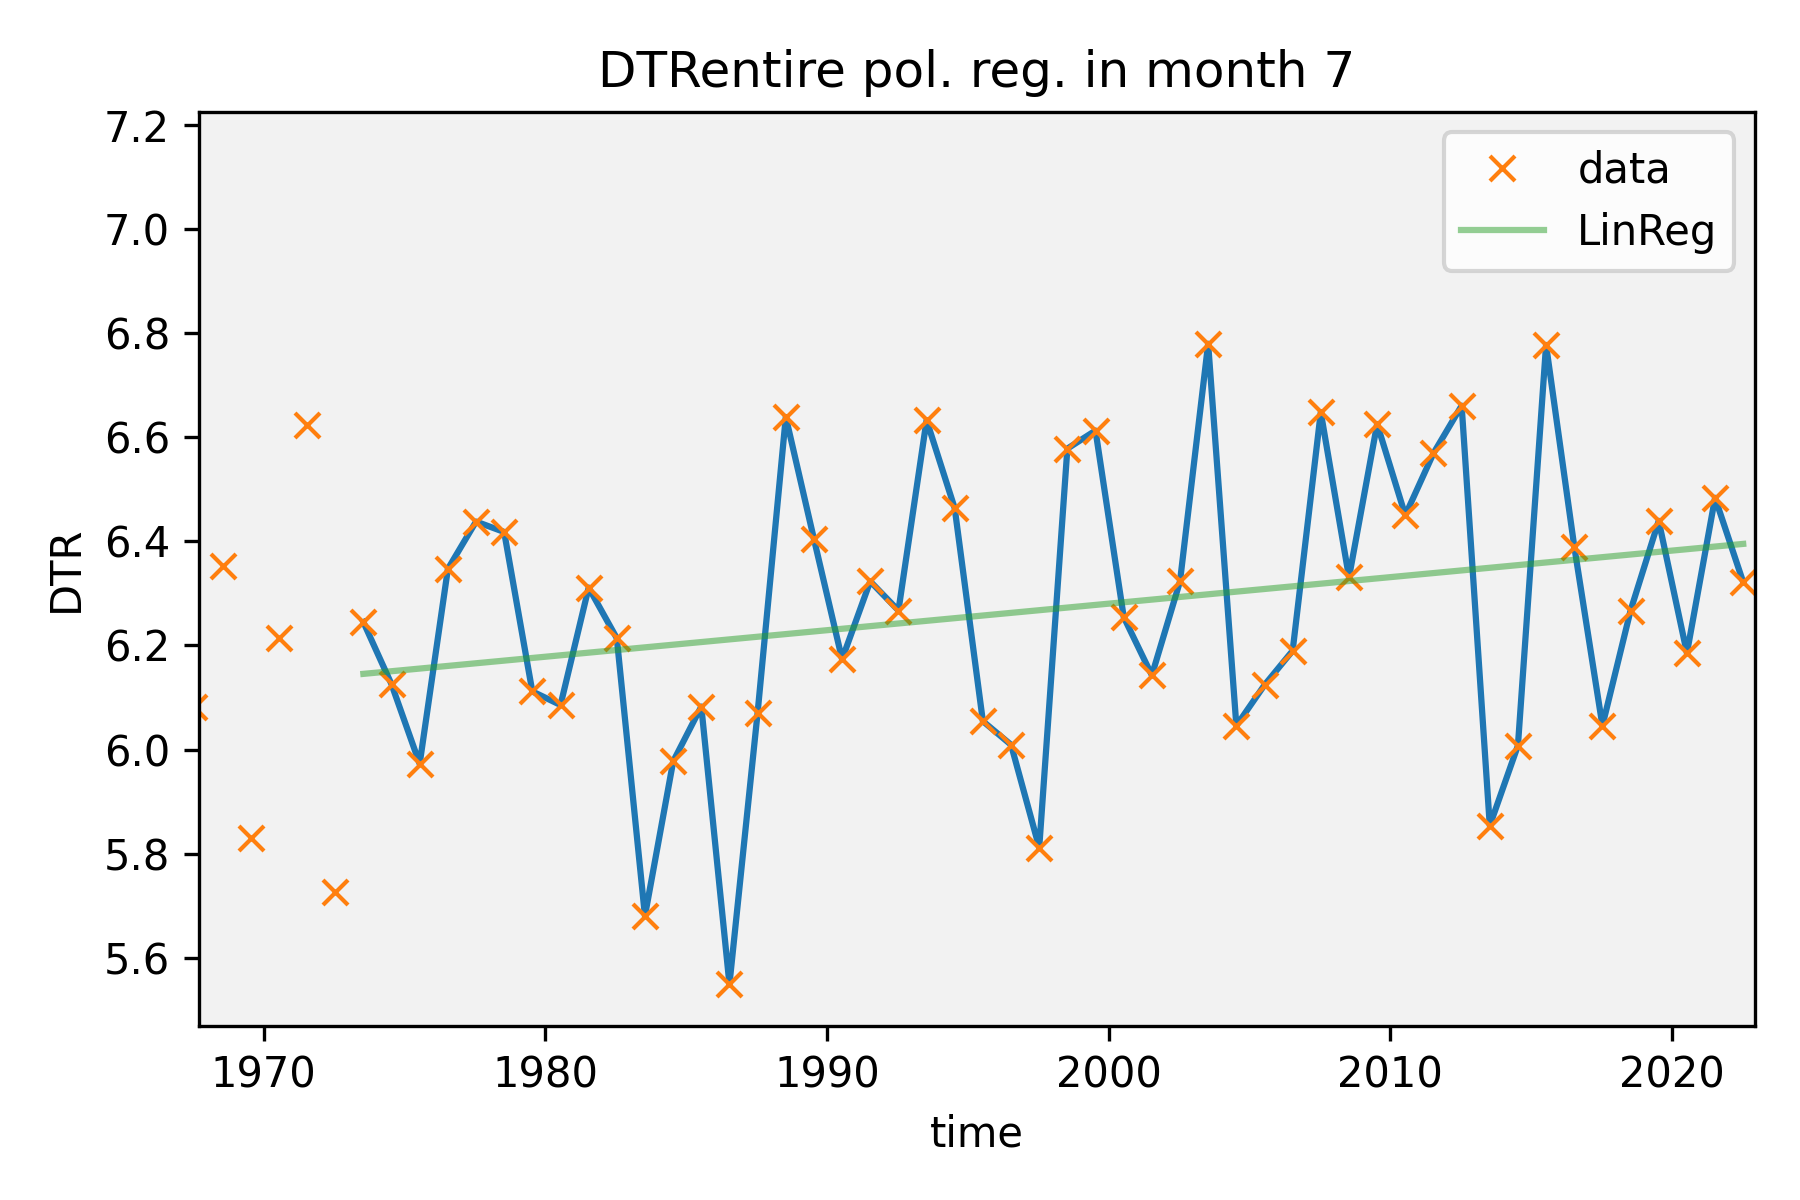 DTRentire pol. reg. in month 7
data
LinReg
7.2
7.0
6.8
6.6
6.4
6.2
6.0
5.8
5.6
DTR
1970 1980 1990 2000 2010 2020
time